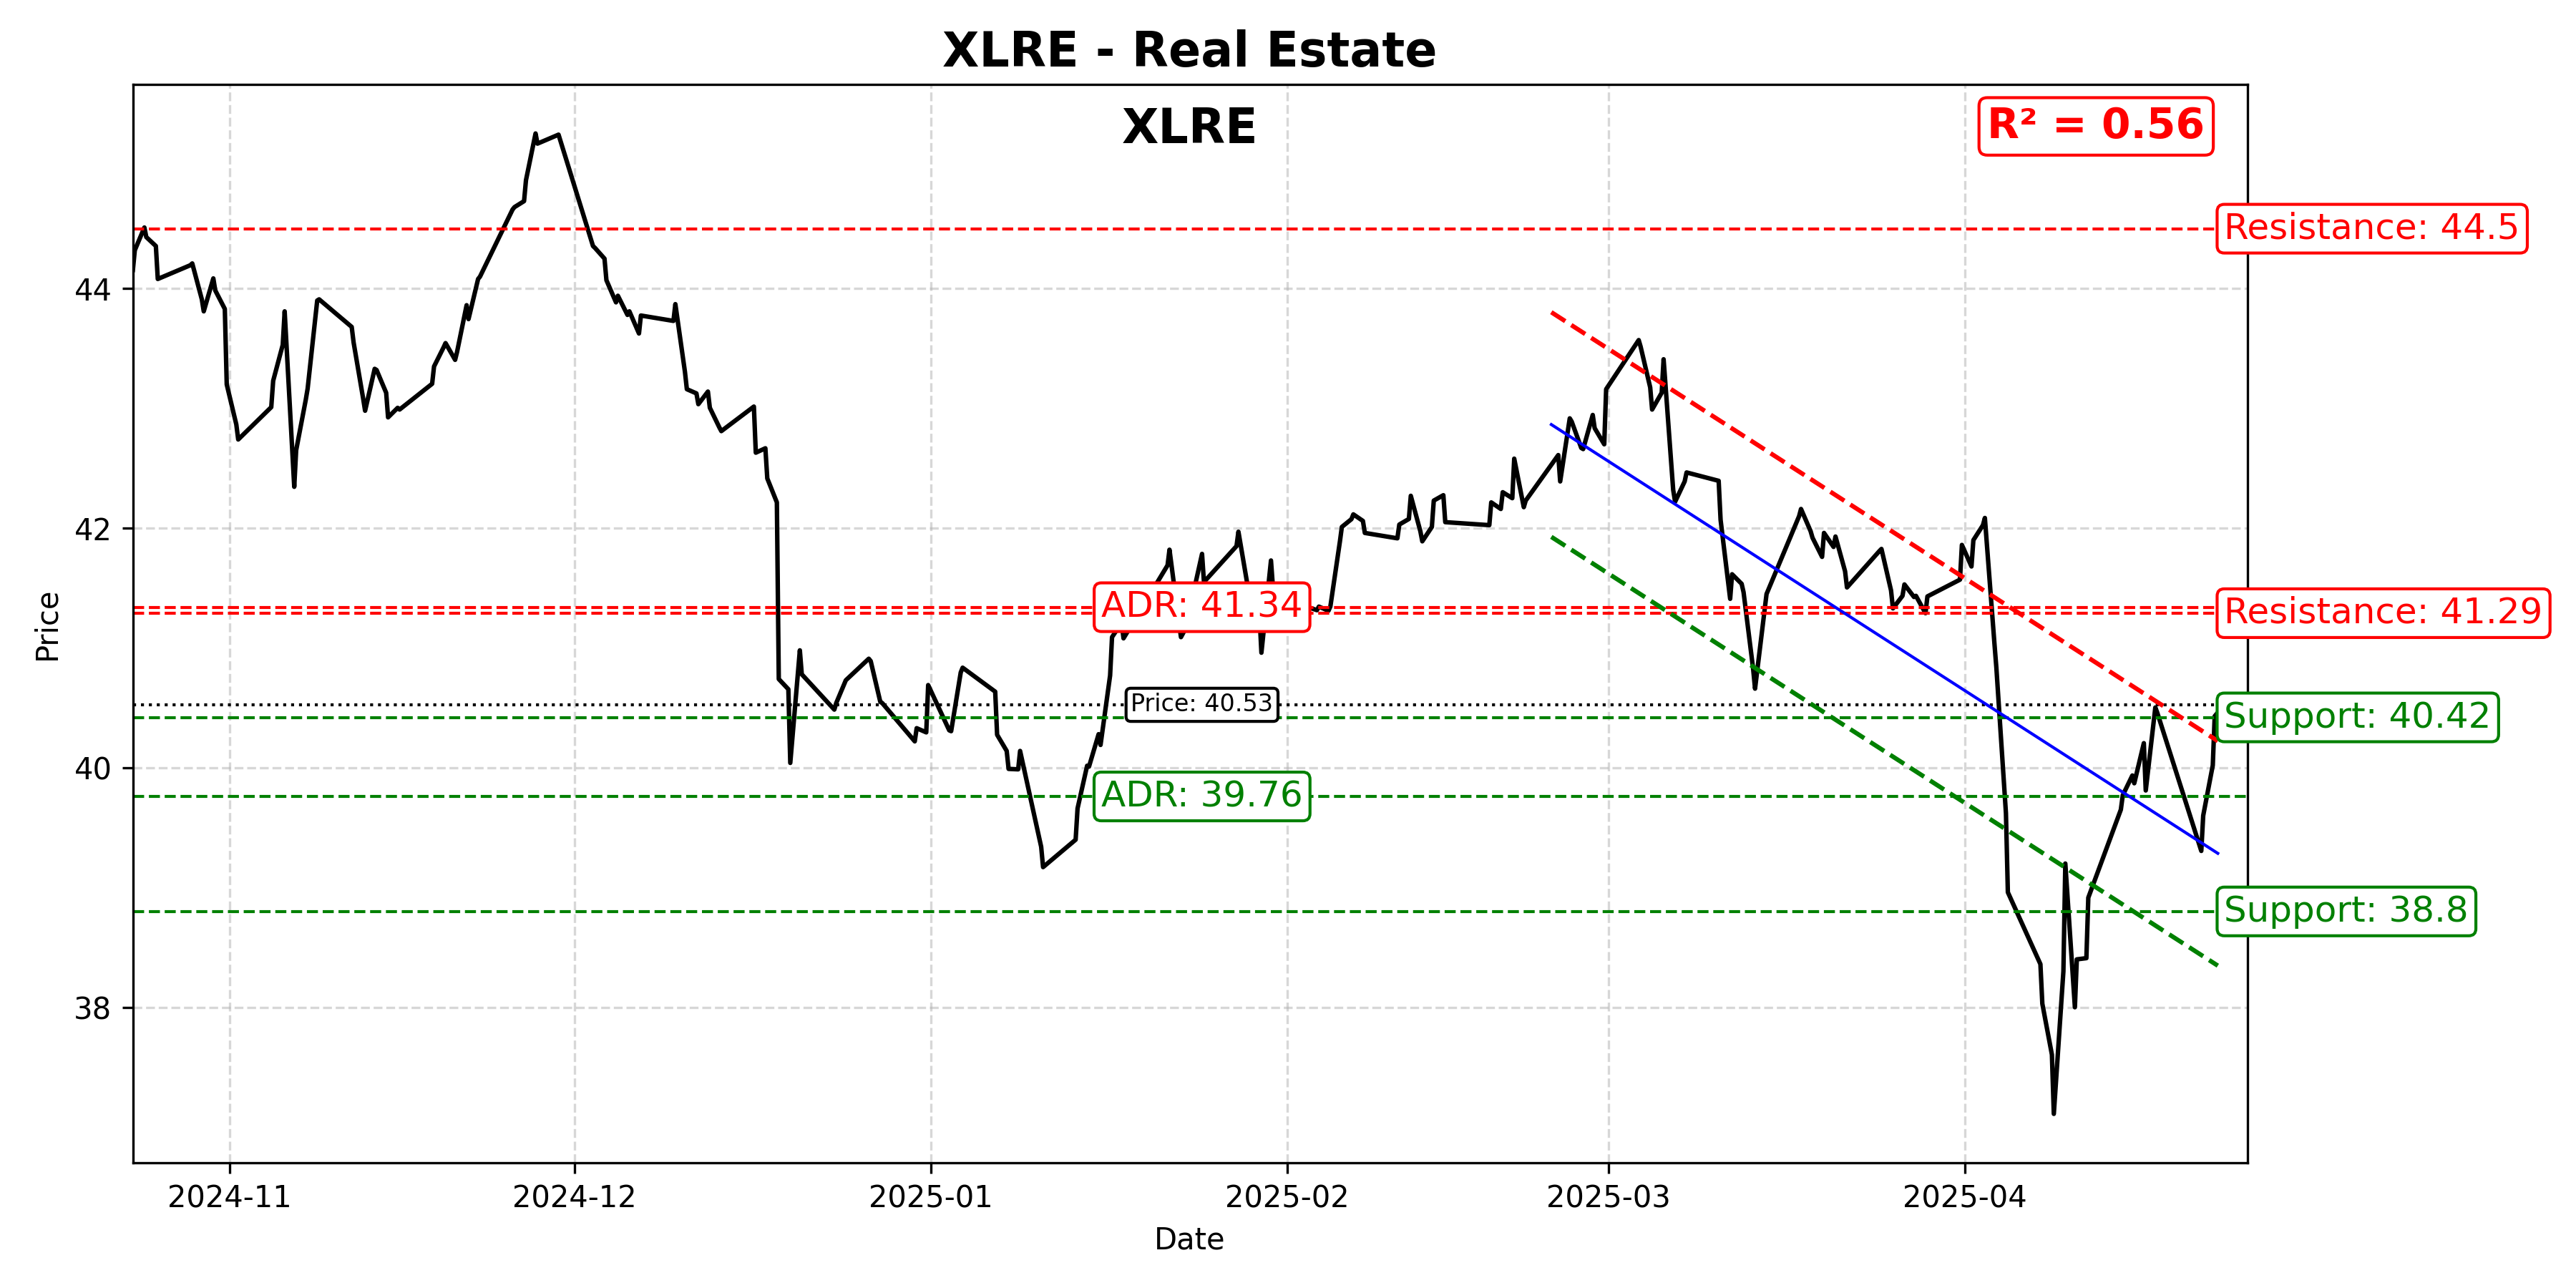 XLRE - Real Estate
XLRE
R² = 0.56
Resistance: 44.5
44
42
ADR: 41.34
Resistance: 41.29
Price
Price: 40.53
Support: 40.42
40
ADR: 39.76
Support: 38.8
38
2024-11
2024-12
2025-01
2025-02
2025-03
2025-04
Date